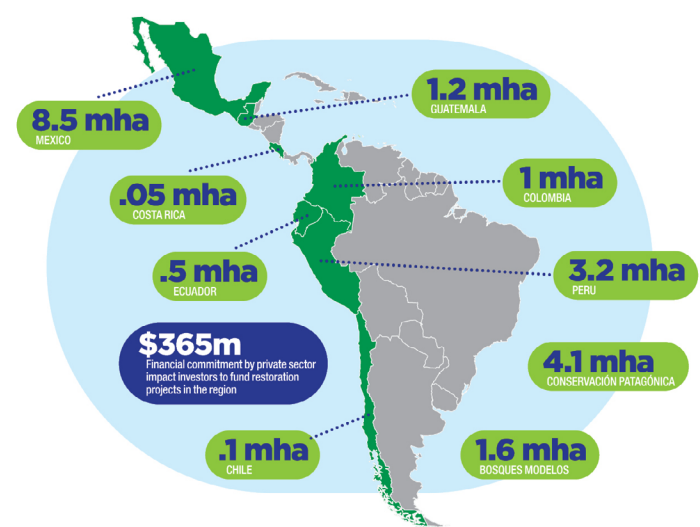 1.2 mha
GUATEMALA
8.5 mha
MEXICO
1 mha
COLOMBIA
.05 mha
COSTA RICA
.5 mha
ECUADOR
3.2 mha
PERU
$365m
Financial commitment by private sector
impact investors to fund restoration
projects in the region
4.1 mha
CONSERVACIÓN PATAGÓNICA
.1 mha
CHILE
1.6 mha
BOSQUES MODELOS